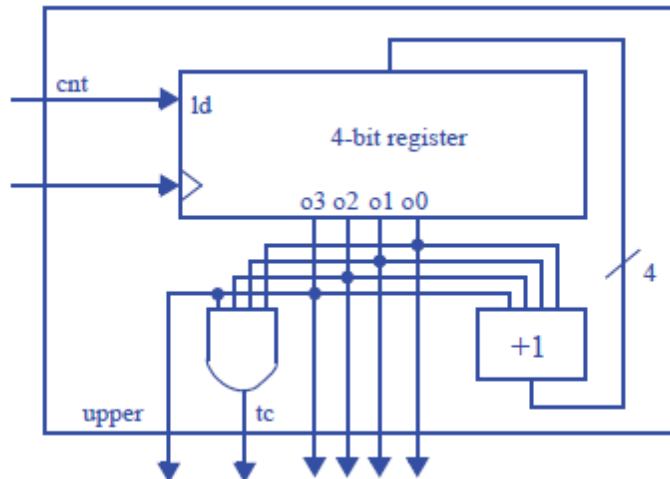 cnt
ld
4-bit register
o3 o2 o1 o0
4
+1
upper
tc